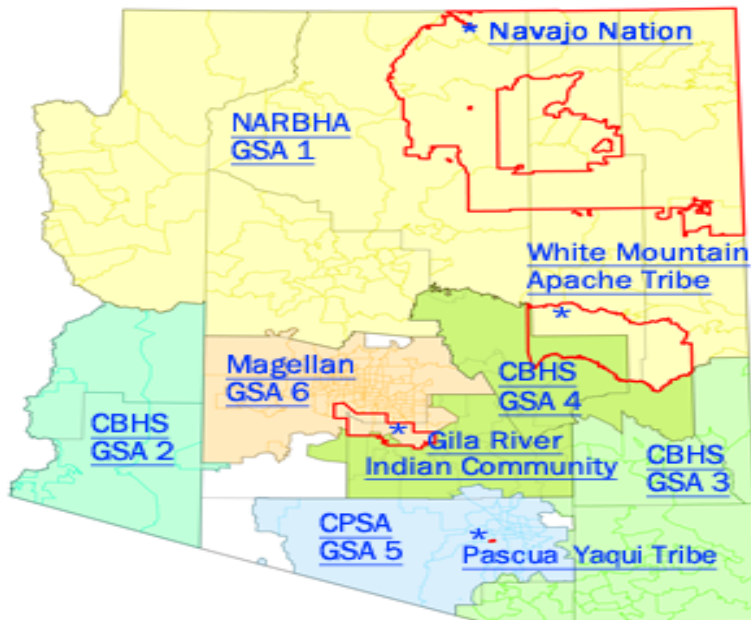 * Navajo Nation
NARBHA
GSA 1
White Mountain
Apache Tribe
*
Magellan
GSA 6
CBHS
GSA 4
CBHS
GSA 2
* Gila River
Indian Community
CBHS
GSA 3
CPSA
GSA 5
*
Pascua Yaqui Tribe